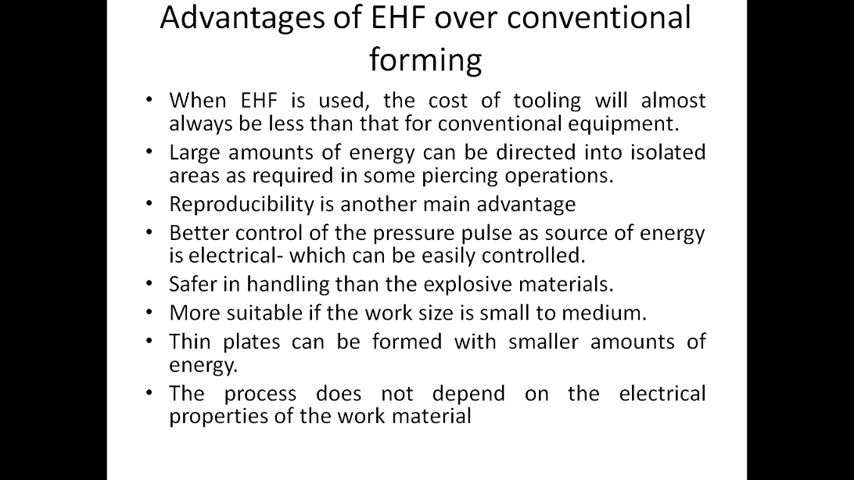 Advantages of EHF over conventional
forming
• When EHF is used, the cost of tooling will almost
always be less than that for conventional equipment.
• Large amounts of energy can be directed into isolated
areas as required in some piercing operations.
• Reproducibility is another main advantage
• Better control of the pressure pulse as source of energy
is electrical- which can be easily controlled.
• Safer in handling than the explosive materials.
• More suitable if the work size is small to medium.
• Thin plates can be formed with smaller amounts of
energy.
• The process does not depend on the electrical
properties of the work material